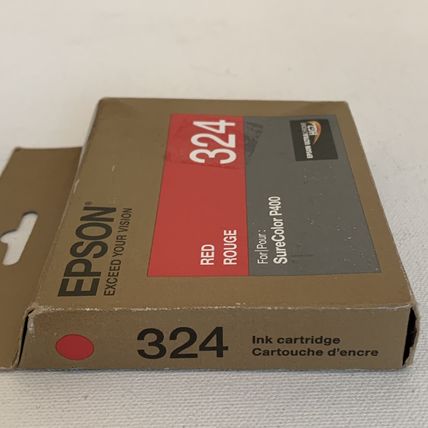 EPSON®
EXCEED YOUR VISION
324
RED
ROUGE
For/Pour :
SureColor P400
324
Ink cartridge
Cartouche d'encre